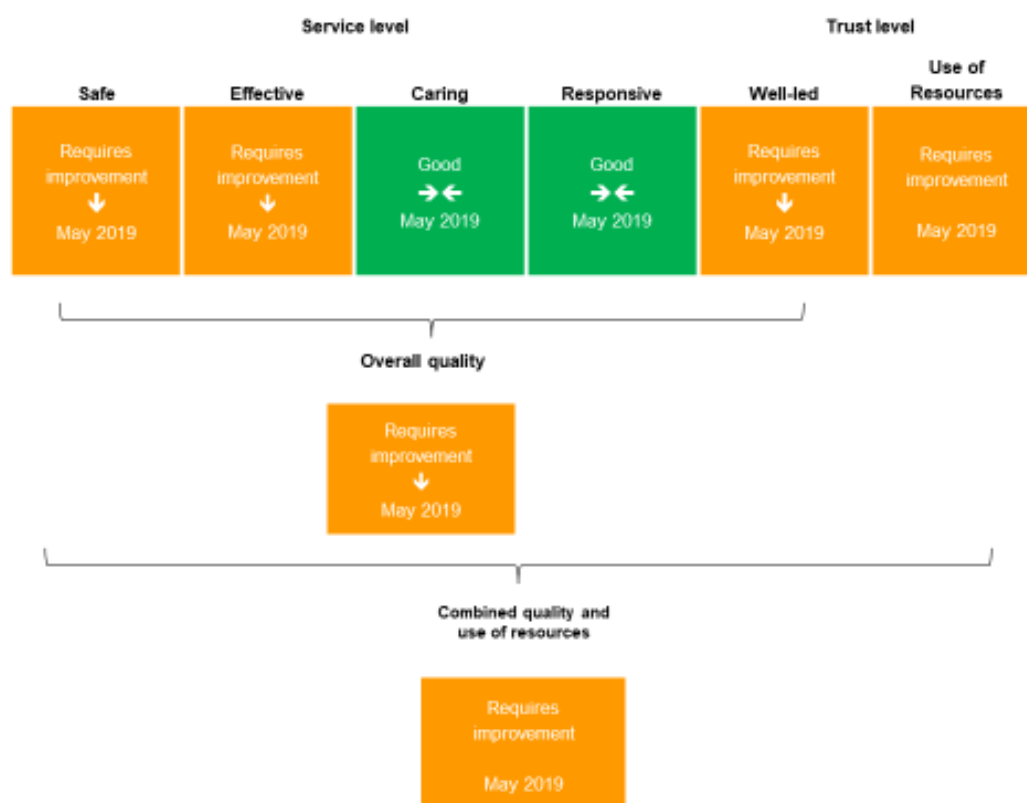 Service level
Trust level
Safe
Effective
Caring
Responsive
Well-led
Use of
Resources
Requires
improvement
↓
May 2019
Requires
improvement
↓
May 2019
Good
→←
May 2019
Good
→←
May 2019
Requires
improvement
↓
May 2019
Requires
improvement
May 2019
Overall quality
Requires
improvement
↓
May 2019
Combined quality and
use of resources
Requires
improvement
May 2019